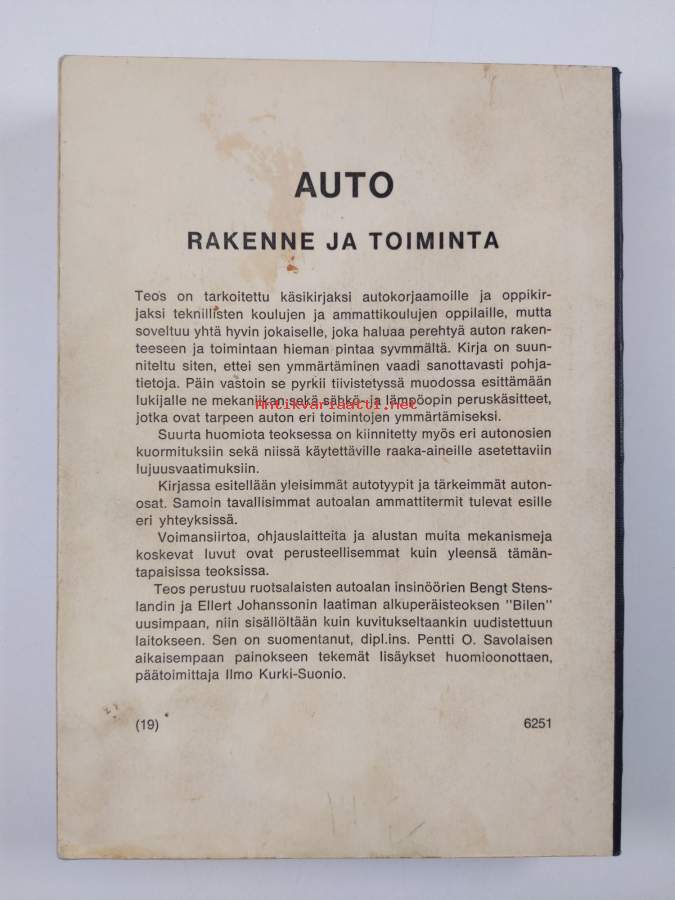 AUTO
RAKENNE JA TOIMINTA
Teos on tarkoitettu käsikirjaksi autokorjaamoille ja oppikir-
jaksi teknillisten koulujen ja ammattikoulujen oppilaille, mutta
soveltuu yhtä hyvin jokaiselle, joka haluaa perehtyä auton raken-
teeseen ja toimintaan hieman pintaa syvmmältä. Kirja on suun-
niteltu siten, ettei sen ymmärtäminen vaadi sanottavasti pohja-
tietoja. Päin vastoin se pyrkii tiivistetyssä muodossa esittämään
lukijalle ne mekaniikan sekä sähkö- ja lämpöopin peruskäsitteet,
Antikvariaatti.net
jotka ovat tarpeen auton eri toimintojen ymmärtämiseksi.
Suurta huomiota teoksessa on kiinnitetty myös eri autonosien
kuormituksiin sekä niissä käytettäville raaka-aineille asetettaviin
lujuusvaatimuksiin.
Kirjassa esitellään yleisimmät autotyypit ja tärkeimmät auton-
osat. Samoin tavallisimmat autoalan ammattitermit tulevat esille
eri yhteyksissä.
Voimansiirtoa, ohjauslaitteita ja alustan muita mekanismeja
koskevat luvut ovat perusteellisemmat kuin yleensä tämän-
tapaisissa teoksissa.
Teos perustuu ruotsalaisten autoalan insinöörien Bengt Stens-
landin ja Ellert Johanssonin laatiman alkuperäisteoksen "Bilen"
uusimpaan, niin sisällöltään kuin kuvitukseltaankin uudistettuun
laitokseen. Sen on suomentanut, dipl.ins. Pentti O. Savolaisen
aikaisempaan painokseen tekemät lisäykset huomioonottaen,
päätoimittaja Ilmo Kurki-Suonio.
(19)
6251